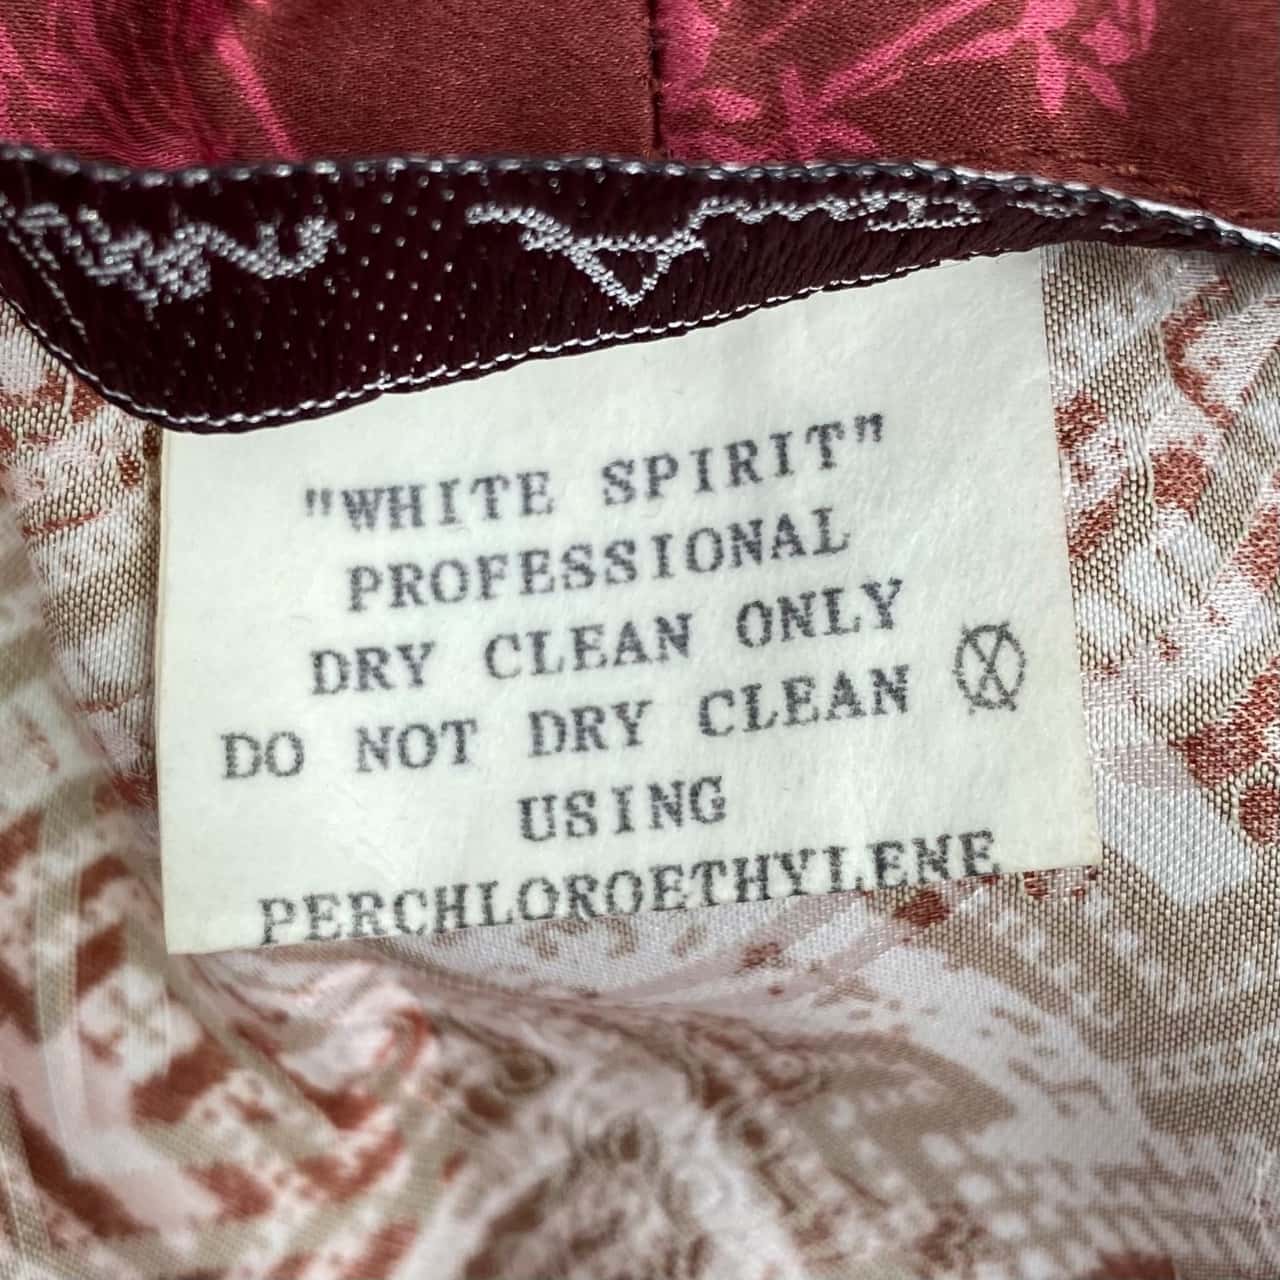 "WHITE SPIRIT"
PROFESSIONAL
DRY CLEAN ONLY
DO NOT DRY CLEAN
USING
PERCHLOROETHYLENE